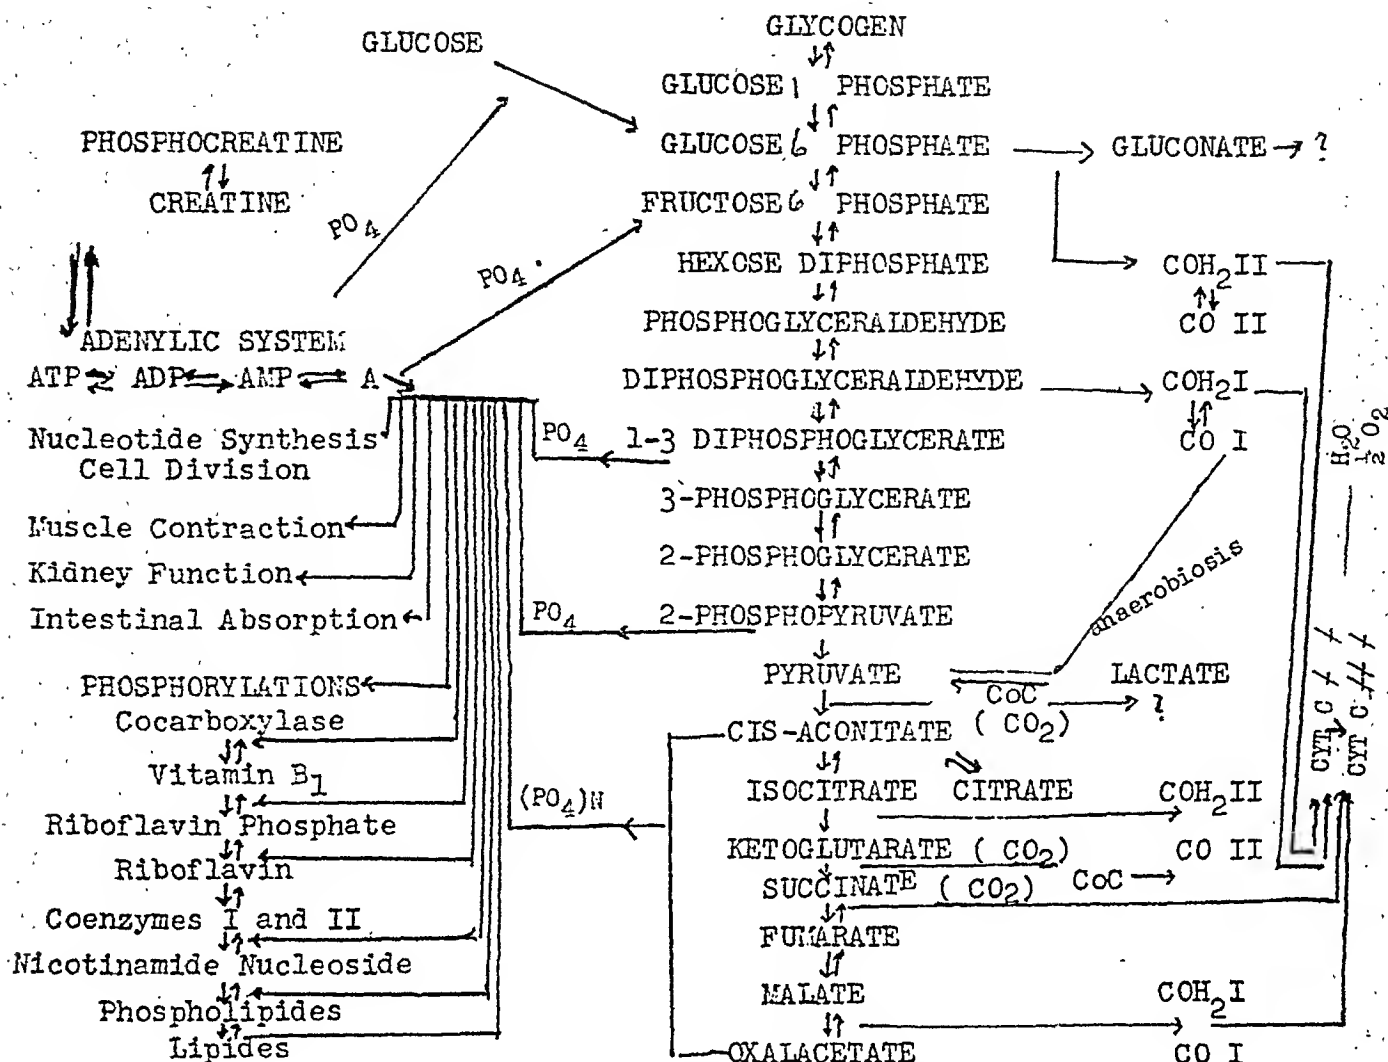 GLYCOGEN
GLUCOSE
GLUCOSE 1 PHOSPHATE
PHOSPHOCREATINE
GLUCOSE 6 PHOSPHATE
GLUCONATE → ?
CREATINE
FRUCTOSE 6 PHOSPHATE
PO4
PO4
HEXOSE DIPHOSPHATE
COH2II
PHOSPHOGLYCERALDEHYDE
CO II
ADENYLIC SYSTEM
ATP ADP AMP A
DIPHOSPHOGLYCERALDEHYDE
COH2I
Nucleotide Synthesis
Cell Division
PO4
1-3 DIPHOSPHOGLYCERATE
CO I
H2O
½O2
3-PHOSPHOGLYCERATE
Muscle Contraction
2-PHOSPHOGLYCERATE
Kidney Function
anaerobiosis
Intestinal Absorption
PO4
2-PHOSPHOPYRUVATE
PHOSPHORYLATIONS
PYRUVATE
LACTATE
CoC
?
Cocarboxylase
CIS-ACONITATE (CO2)
CYT C
CYT C
Vitamin B1
(PO4)N
ISOCITRATE CITRATE
COH2II
Riboflavin Phosphate
KETOGLUTARATE (CO2)
CO II
Riboflavin
SUCCINATE (CO2) CoC
Coenzymes I and II
FUMARATE
Nicotinamide Nucleoside
MALATE
COH2I
Phospholipides
Lipides
OXALACETATE
CO I